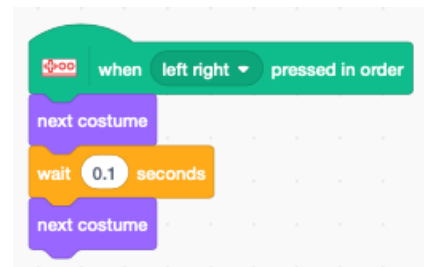 when left right pressed in order
next costume
wait 0.1 seconds
next costume